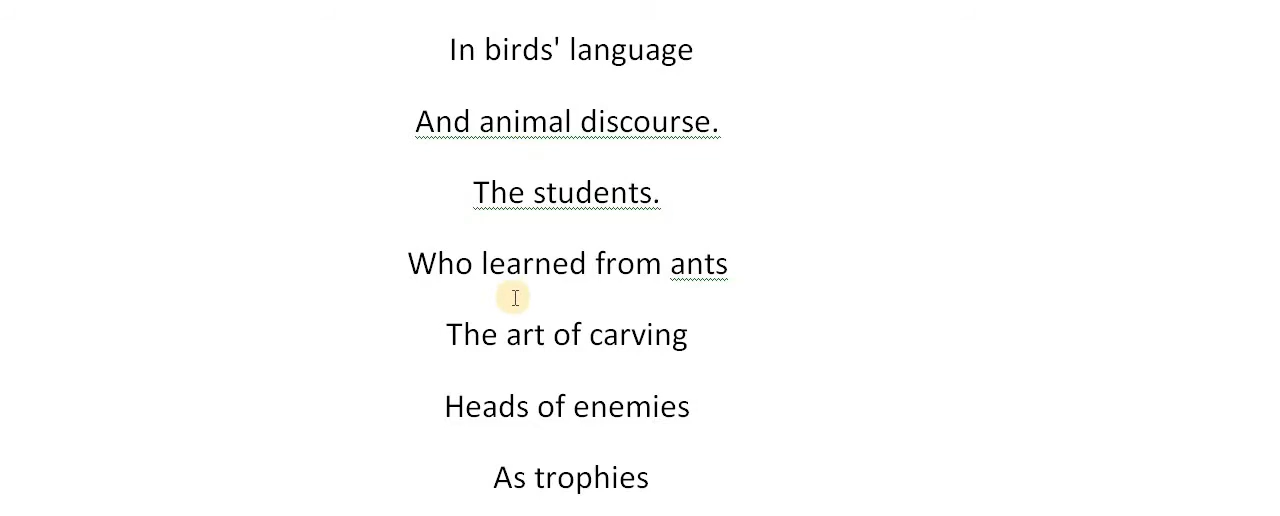 In birds' language
And animal discourse.
The students.
Who learned from ants
The art of carving
Heads of enemies
As trophies